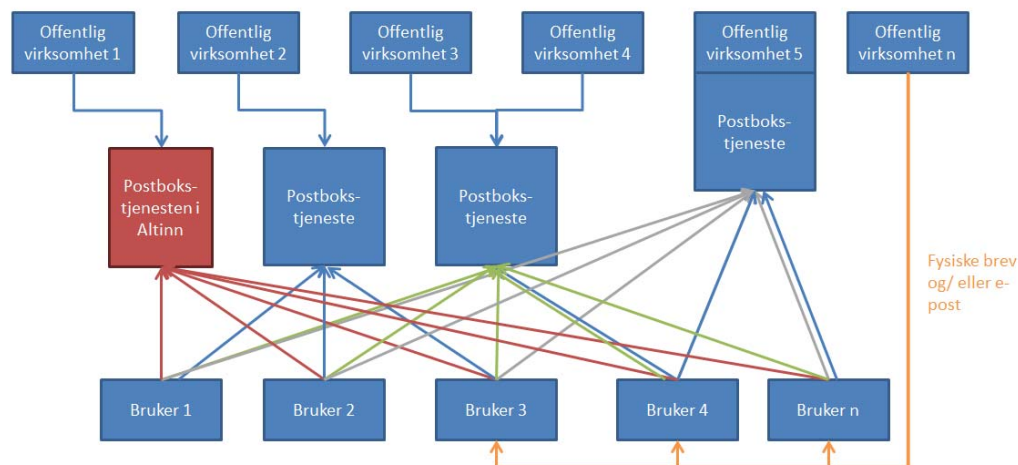 Offentlig
virksomhet 1
Offentlig
virksomhet 2
Offentlig
virksomhet 3
Offentlig
virksomhet 4
Offentlig
virksomhet 5
Offentlig
virksomhet n
Postboks-
tjeneste
Postboks-
tjenesten i
Altinn
Postboks-
tjeneste
Postboks-
tjeneste
Fysiske brev
og/ eller e-
post
Bruker 1
Bruker 2
Bruker 3
Bruker 4
Bruker n